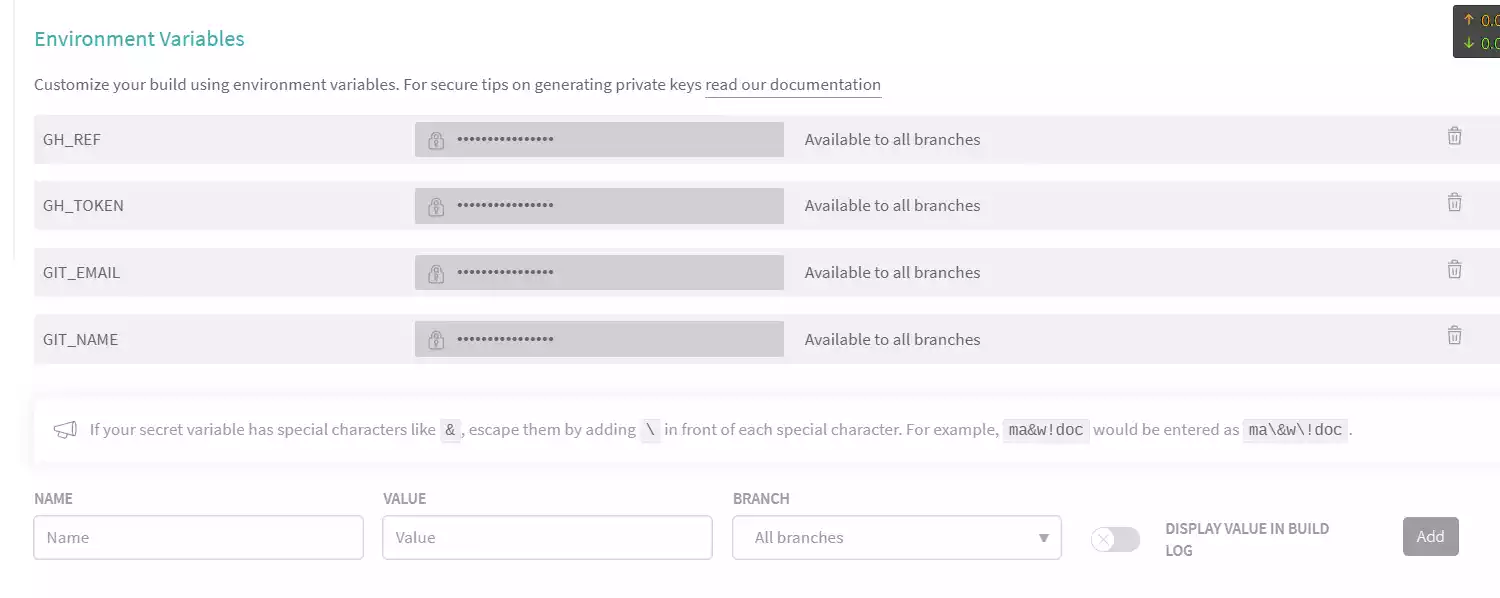 Environment Variables
Customize your build using environment variables. For secure tips on generating private keys read our documentation
GH_REF •••••••••••••••• Available to all branches
GH_TOKEN •••••••••••••••• Available to all branches
GIT_EMAIL •••••••••••••••• Available to all branches
GIT_NAME •••••••••••••••• Available to all branches
If your secret variable has special characters like & , escape them by adding \ in front of each special character. For example, ma&w!doc would be entered as ma\&w\!doc .
NAME VALUE BRANCH
Name Value All branches
DISPLAY VALUE IN BUILD
LOG
Add